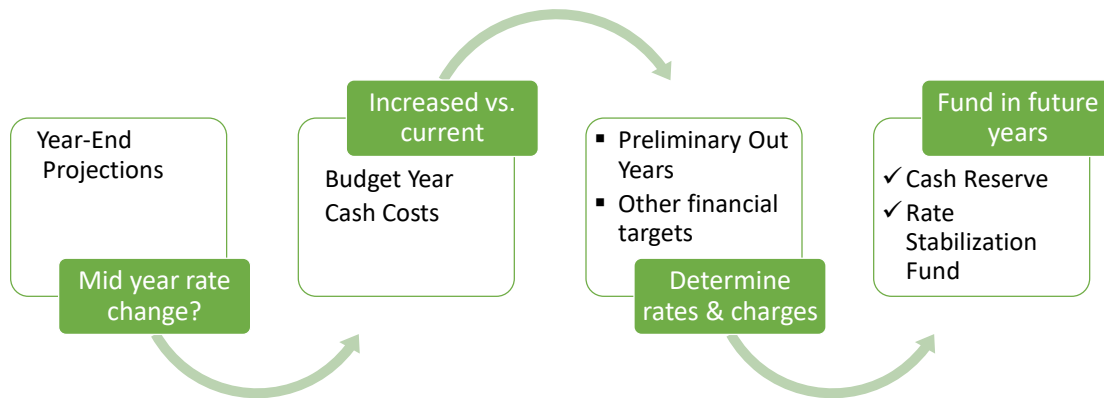 Year-End
Projections
Mid year rate
change?
Increased vs.
current
Budget Year
Cash Costs
▪ Preliminary Out
Years
▪ Other financial
targets
Determine
rates & charges
Fund in future
years
✓ Cash Reserve
✓ Rate
Stabilization
Fund